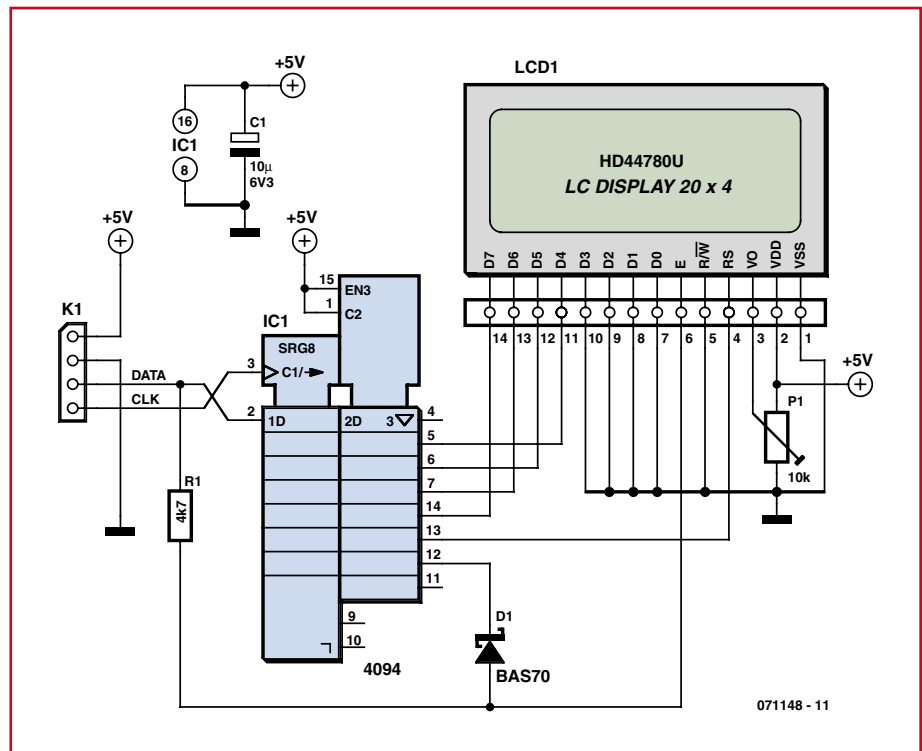 +5V
LCD1
16
C1
IC1
8
10µ
6V3
HD44780U
LC DISPLAY 20 x 4
+5V
+5V
D7 D6 D5 D4 D3 D2 D1 D0 E R/W RS VO VDD VSS
K1
15 EN3
1 C2
IC1
SRG8
3 C1/→
14 13 12 11 10 9 8 7 6 5 4 3 2 1
DATA
CLK
+5V
P1
10k
2 1D 2D 3 4
5
6
7
14
13
12
11
R1
4k7
9
10
4094
D1
BAS70
071148 - 11